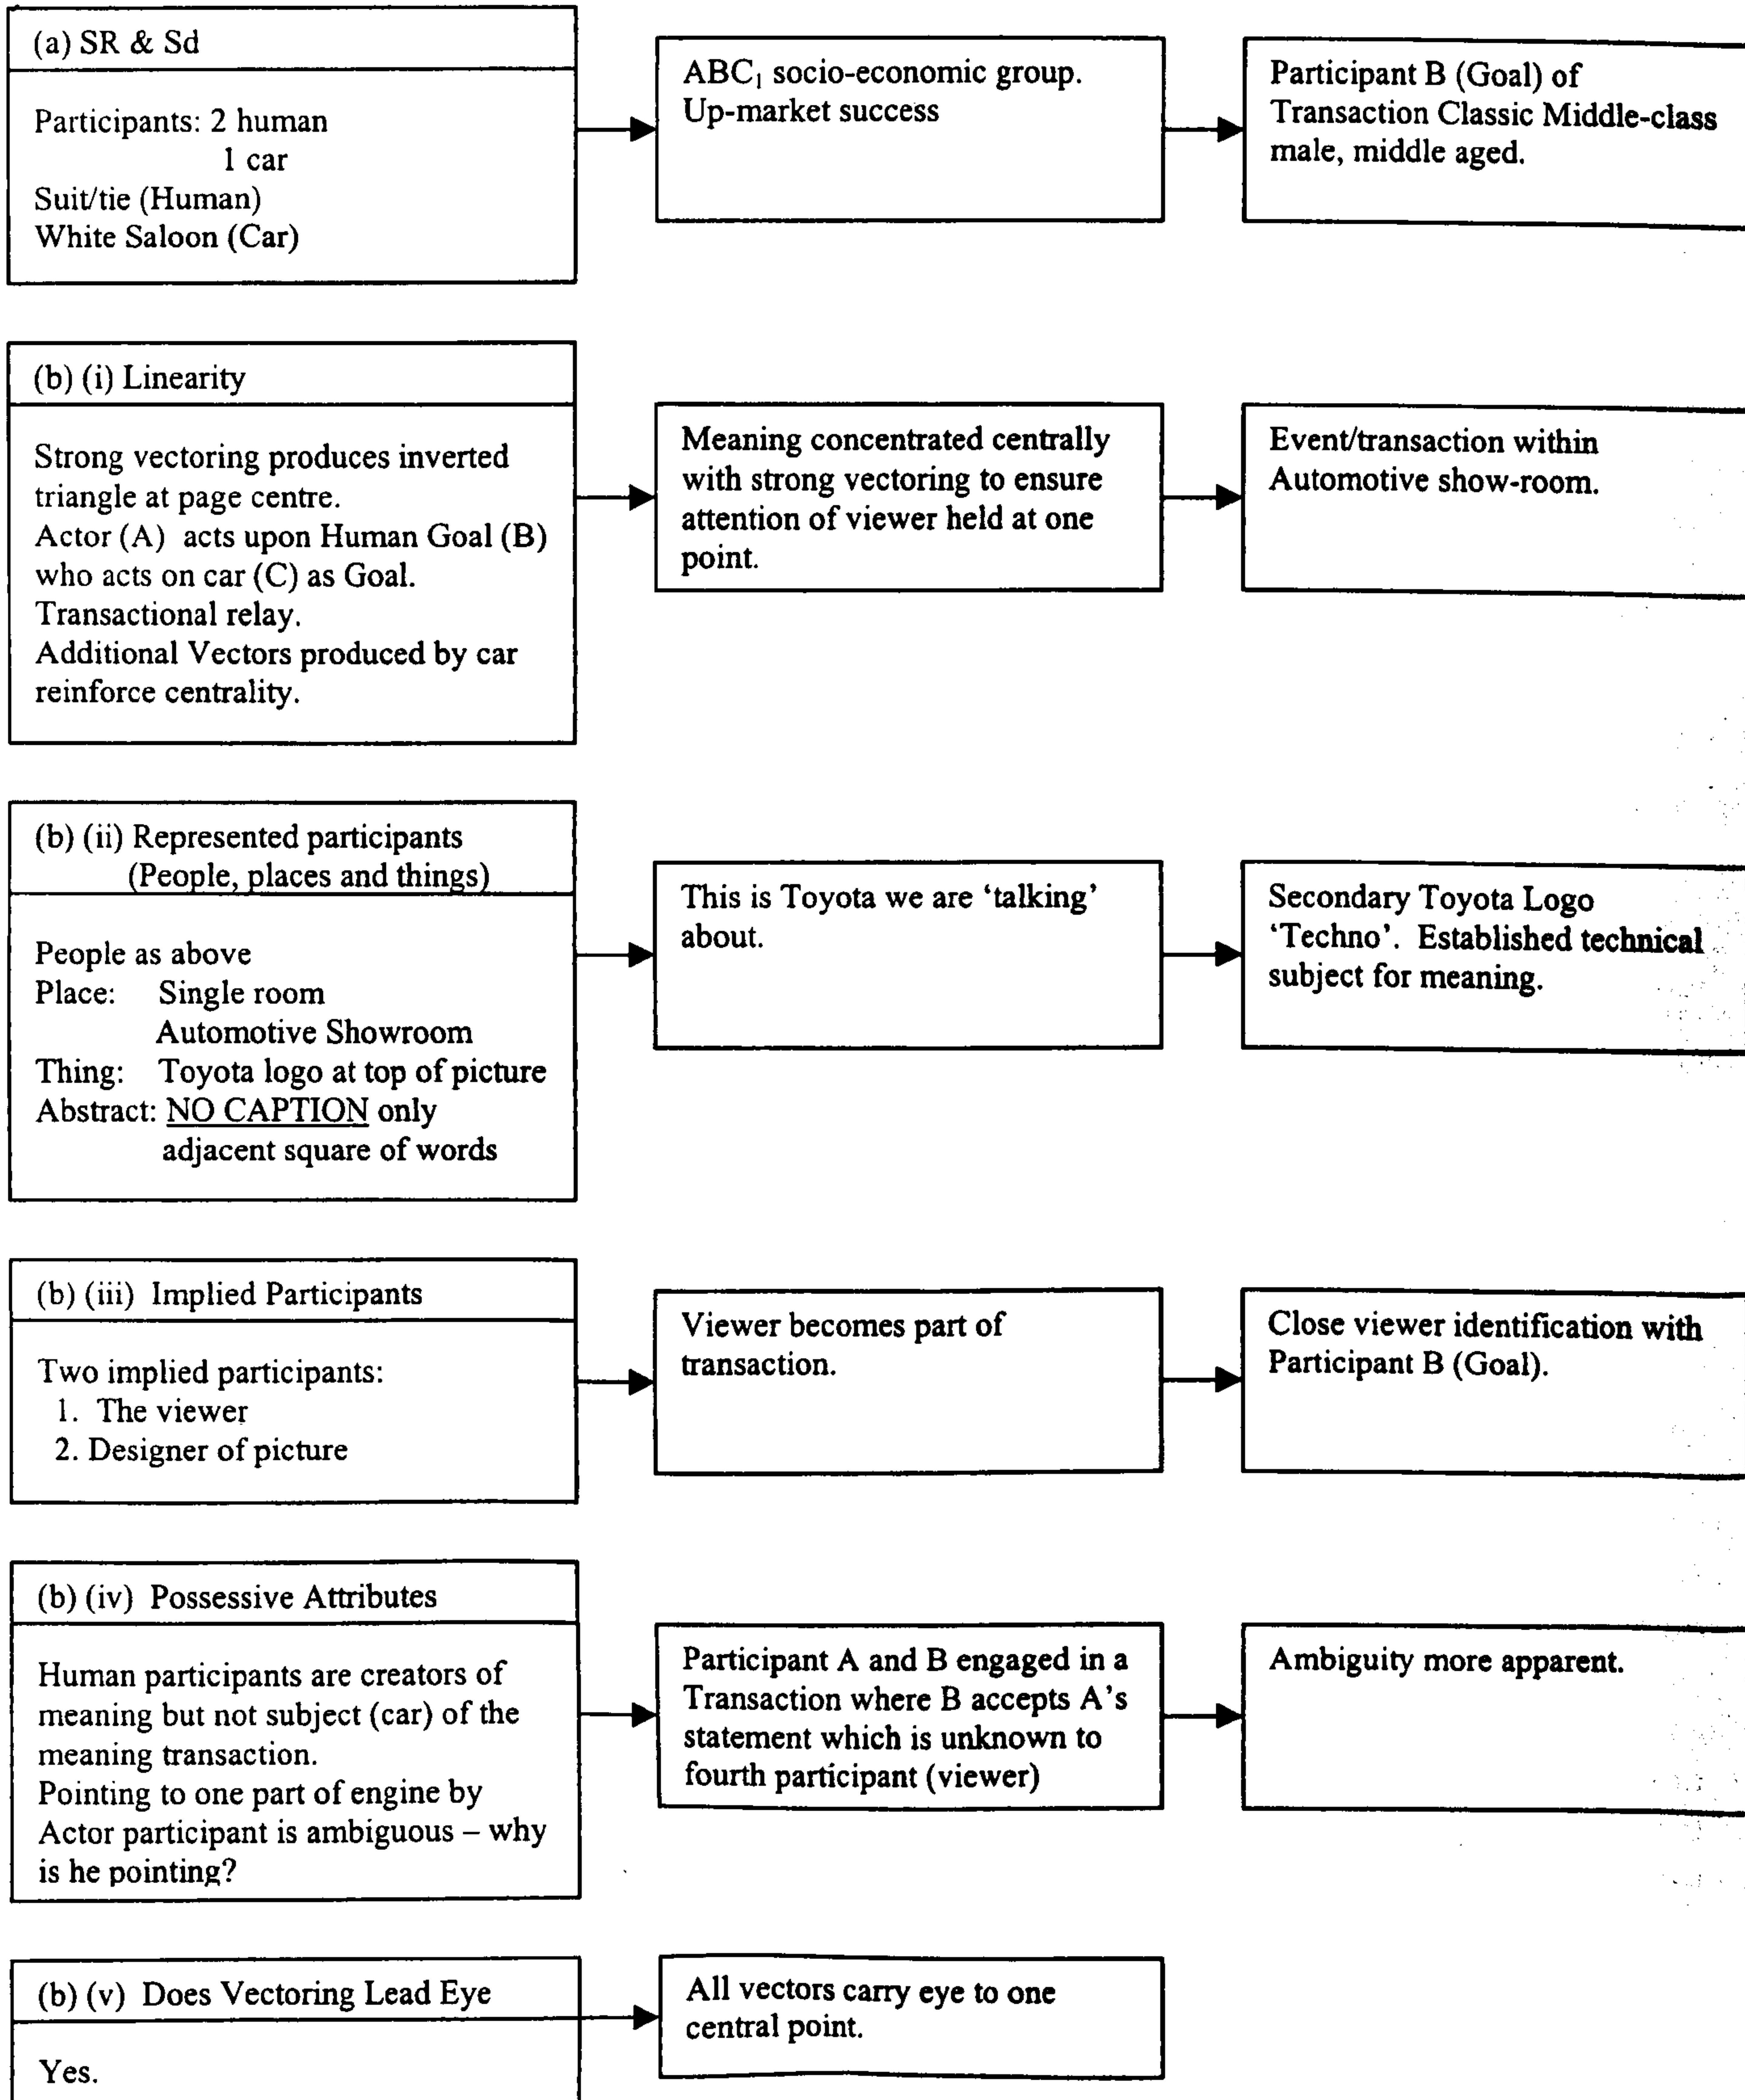 (a) SR & Sd
Participants: 2 human
1 car
Suit/tie (Human)
White Saloon (Car)
ABC₁ socio-economic group.
Up-market success
Participant B (Goal) of
Transaction Classic Middle-class
male, middle aged.
(b) (i) Linearity
Strong vectoring produces inverted
triangle at page centre.
Actor (A) acts upon Human Goal (B)
who acts on car (C) as Goal.
Transactional relay.
Additional Vectors produced by car
reinforce centrality.
Meaning concentrated centrally
with strong vectoring to ensure
attention of viewer held at one
point.
Event/transaction within
Automotive show-room.
(b) (ii) Represented participants
(People, places and things)
People as above
Place: Single room
Automotive Showroom
Thing: Toyota logo at top of picture
Abstract: NO CAPTION only
adjacent square of words
This is Toyota we are ‘talking’
about.
Secondary Toyota Logo
‘Techno’. Established technical
subject for meaning.
(b) (iii) Implied Participants
Two implied participants:
1. The viewer
2. Designer of picture
Viewer becomes part of
transaction.
Close viewer identification with
Participant B (Goal).
(b) (iv) Possessive Attributes
Human participants are creators of
meaning but not subject (car) of the
meaning transaction.
Pointing to one part of engine by
Actor participant is ambiguous – why
is he pointing?
Participant A and B engaged in a
Transaction where B accepts A’s
statement which is unknown to
fourth participant (viewer)
Ambiguity more apparent.
(b) (v) Does Vectoring Lead Eye
Yes.
All vectors carry eye to one
central point.